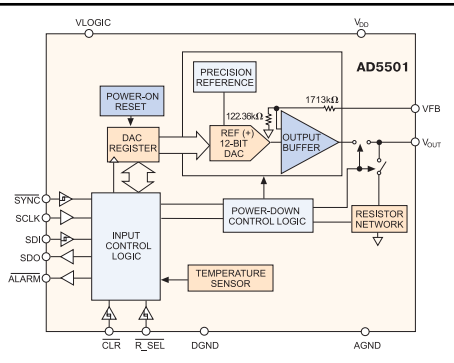 VLOGIC
VDD
AD5501
PRECISION
REFERENCE
POWER-ON
RESET
122.36kΩ
1713kΩ
VFB
DAC
REGISTER
REF (+)
12-BIT
DAC
OUTPUT
BUFFER
VOUT
SYNC
SCLK
SDI
SDO
ALARM
INPUT
CONTROL
LOGIC
POWER-DOWN
CONTROL LOGIC
RESISTOR
NETWORK
TEMPERATURE
SENSOR
CLR
R_SEL
DGND
AGND